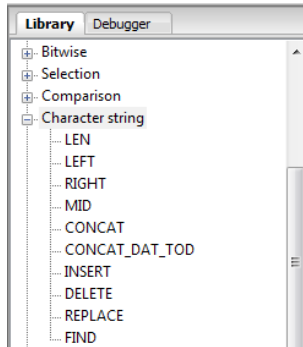 Library Debugger
Bitwise
Selection
Comparison
Character string
LEN
LEFT
RIGHT
MID
CONCAT
CONCAT_DAT_TOD
INSERT
DELETE
REPLACE
FIND